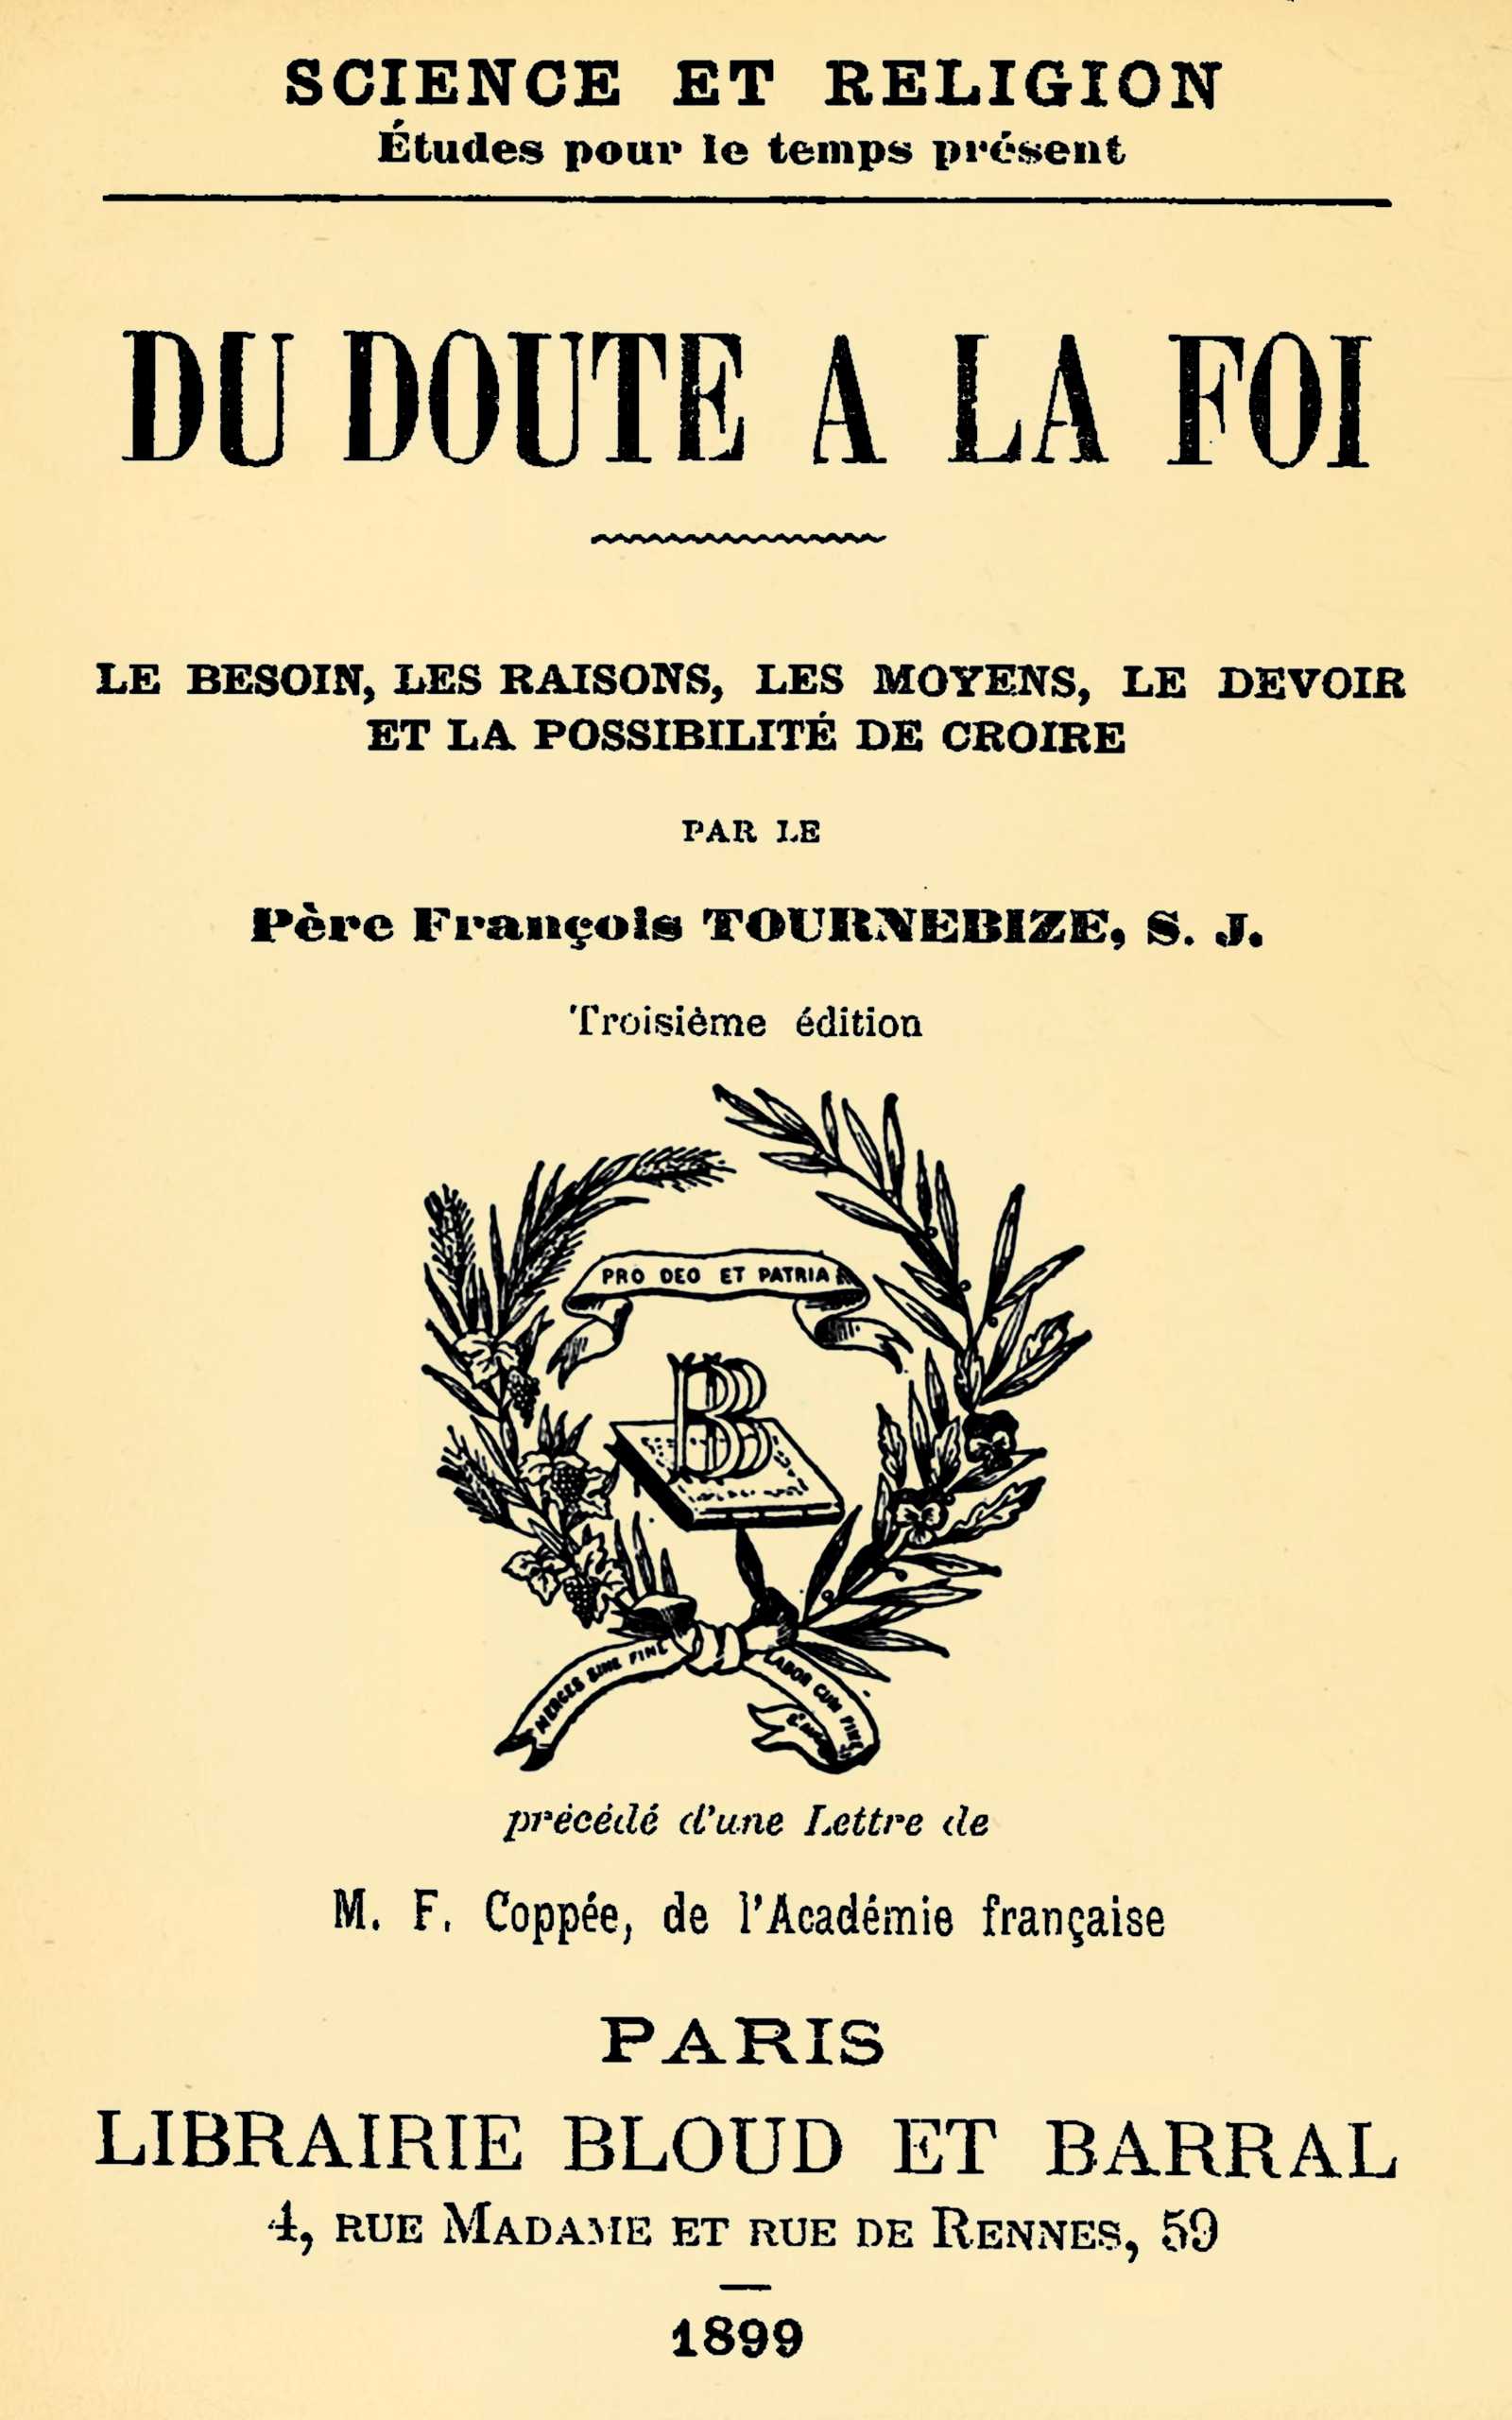 SCIENCE ET RELIGION
Études pour le temps présent
DU DOUTE A LA FOI
LE BESOIN, LES RAISONS, LES MOYENS, LE DEVOIR
ET LA POSSIBILITÉ DE CROIRE
PAR LE
Père François TOURNEBIZE, S. J.
Troisième édition
PRO DEO ET PATRIA
BB
MERCES SINE FINE
LABOR CUM FINE
précédé d'une Lettre de
M. F. Coppée, de l'Académie française
PARIS
LIBRAIRIE BLOUD ET BARRAL
4, RUE MADAME ET RUE DE RENNES, 59
1899